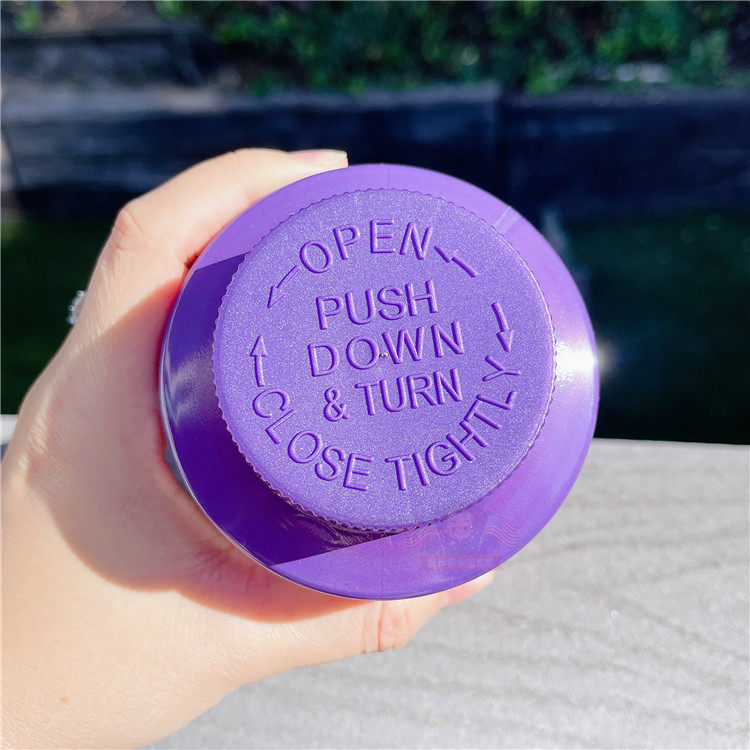 OPEN
PUSH
DOWN
& TURN
CLOSE TIGHTLY